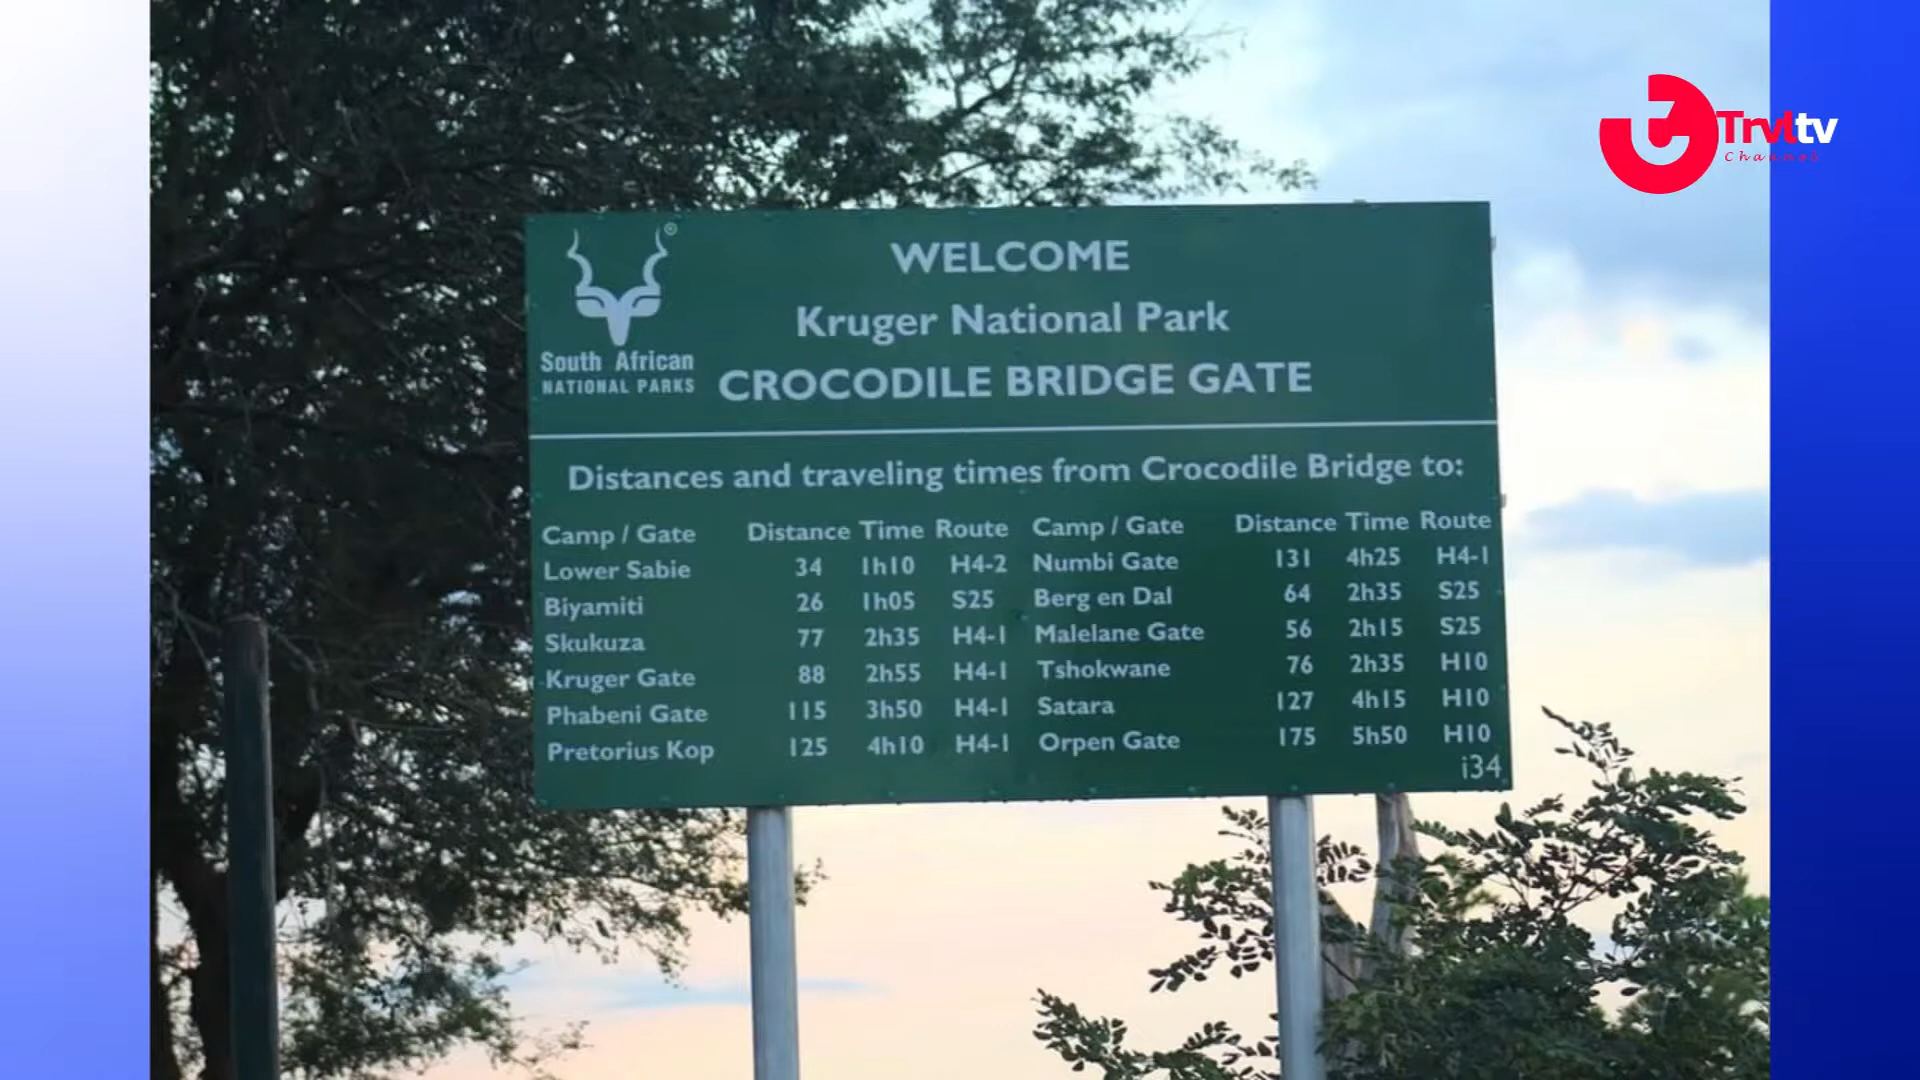 Trvltv
Channel
®
South African
NATIONAL PARKS
WELCOME
Kruger National Park
CROCODILE BRIDGE GATE
Distances and traveling times from Crocodile Bridge to:
Camp / Gate Distance Time Route Camp / Gate Distance Time Route
Lower Sabie 34 1h10 H4-2 Numbi Gate 131 4h25 H4-1
Biyamiti 26 1h05 S25 Berg en Dal 64 2h35 S25
Skukuza 77 2h35 H4-1 Malelane Gate 56 2h15 S25
Kruger Gate 88 2h55 H4-1 Tshokwane 76 2h35 H10
Phabeni Gate 115 3h50 H4-1 Satara 127 4h15 H10
Pretorius Kop 125 4h10 H4-1 Orpen Gate 175 5h50 H10
i34